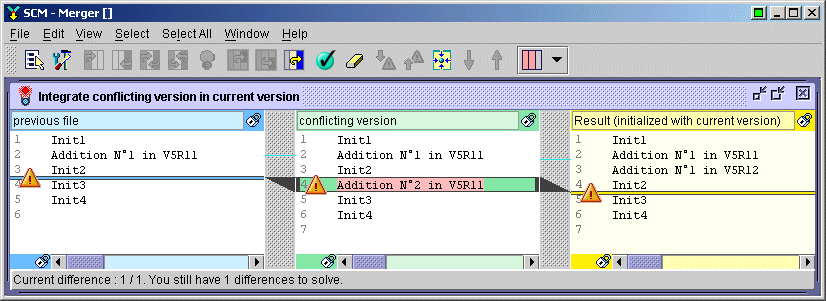 SCM - Merger []
File Edit View Select Select All Window Help
Integrate conflicting version in current version
previous file
1 Init1
2 Addition N°1 in V5R11
3 Init2
4 Init3
5 Init4
6
conflicting version
1 Init1
2 Addition N°1 in V5R11
3 Init2
4 Addition N°2 in V5R11
5 Init3
6 Init4
7
Result (initialized with current version)
1 Init1
2 Addition N°1 in V5R11
3 Addition N°1 in V5R12
4 Init2
5 Init3
6 Init4
7
Current difference : 1 / 1. You still have 1 differences to solve.